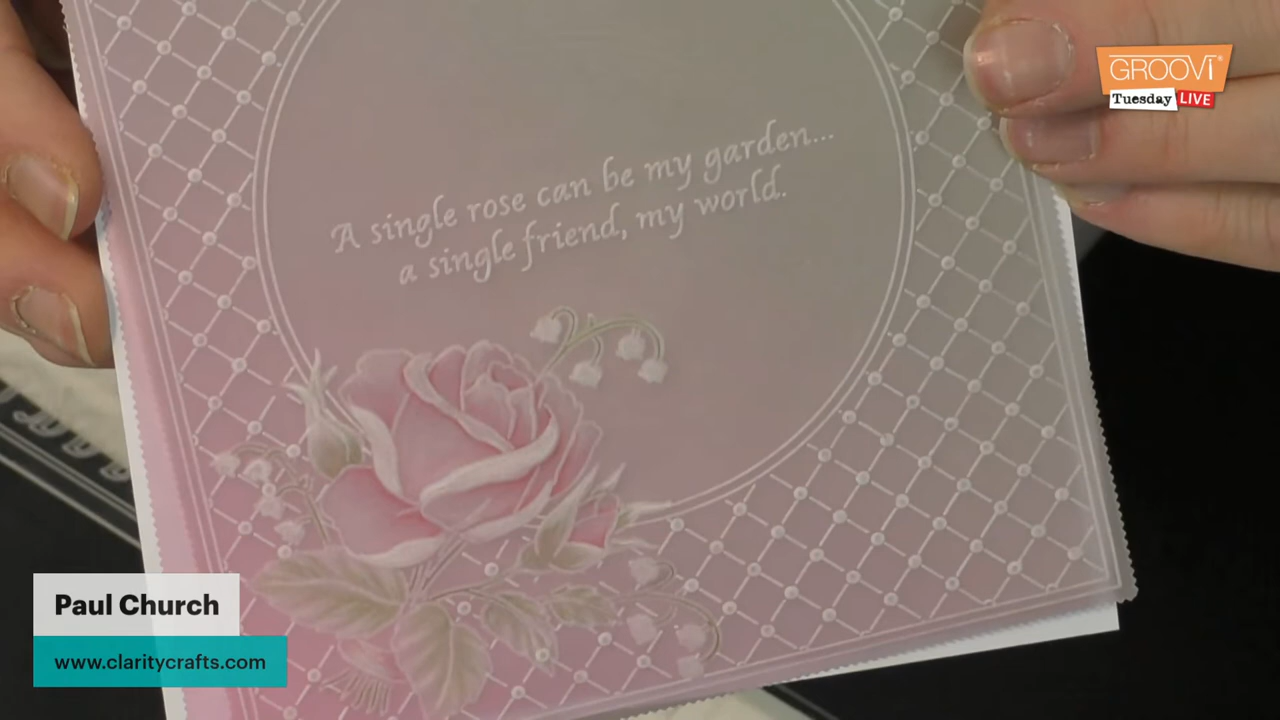 GROOVI®
Tuesday LIVE
A single rose can be my garden...
a single friend, my world.
Paul Church
www.claritycrafts.com